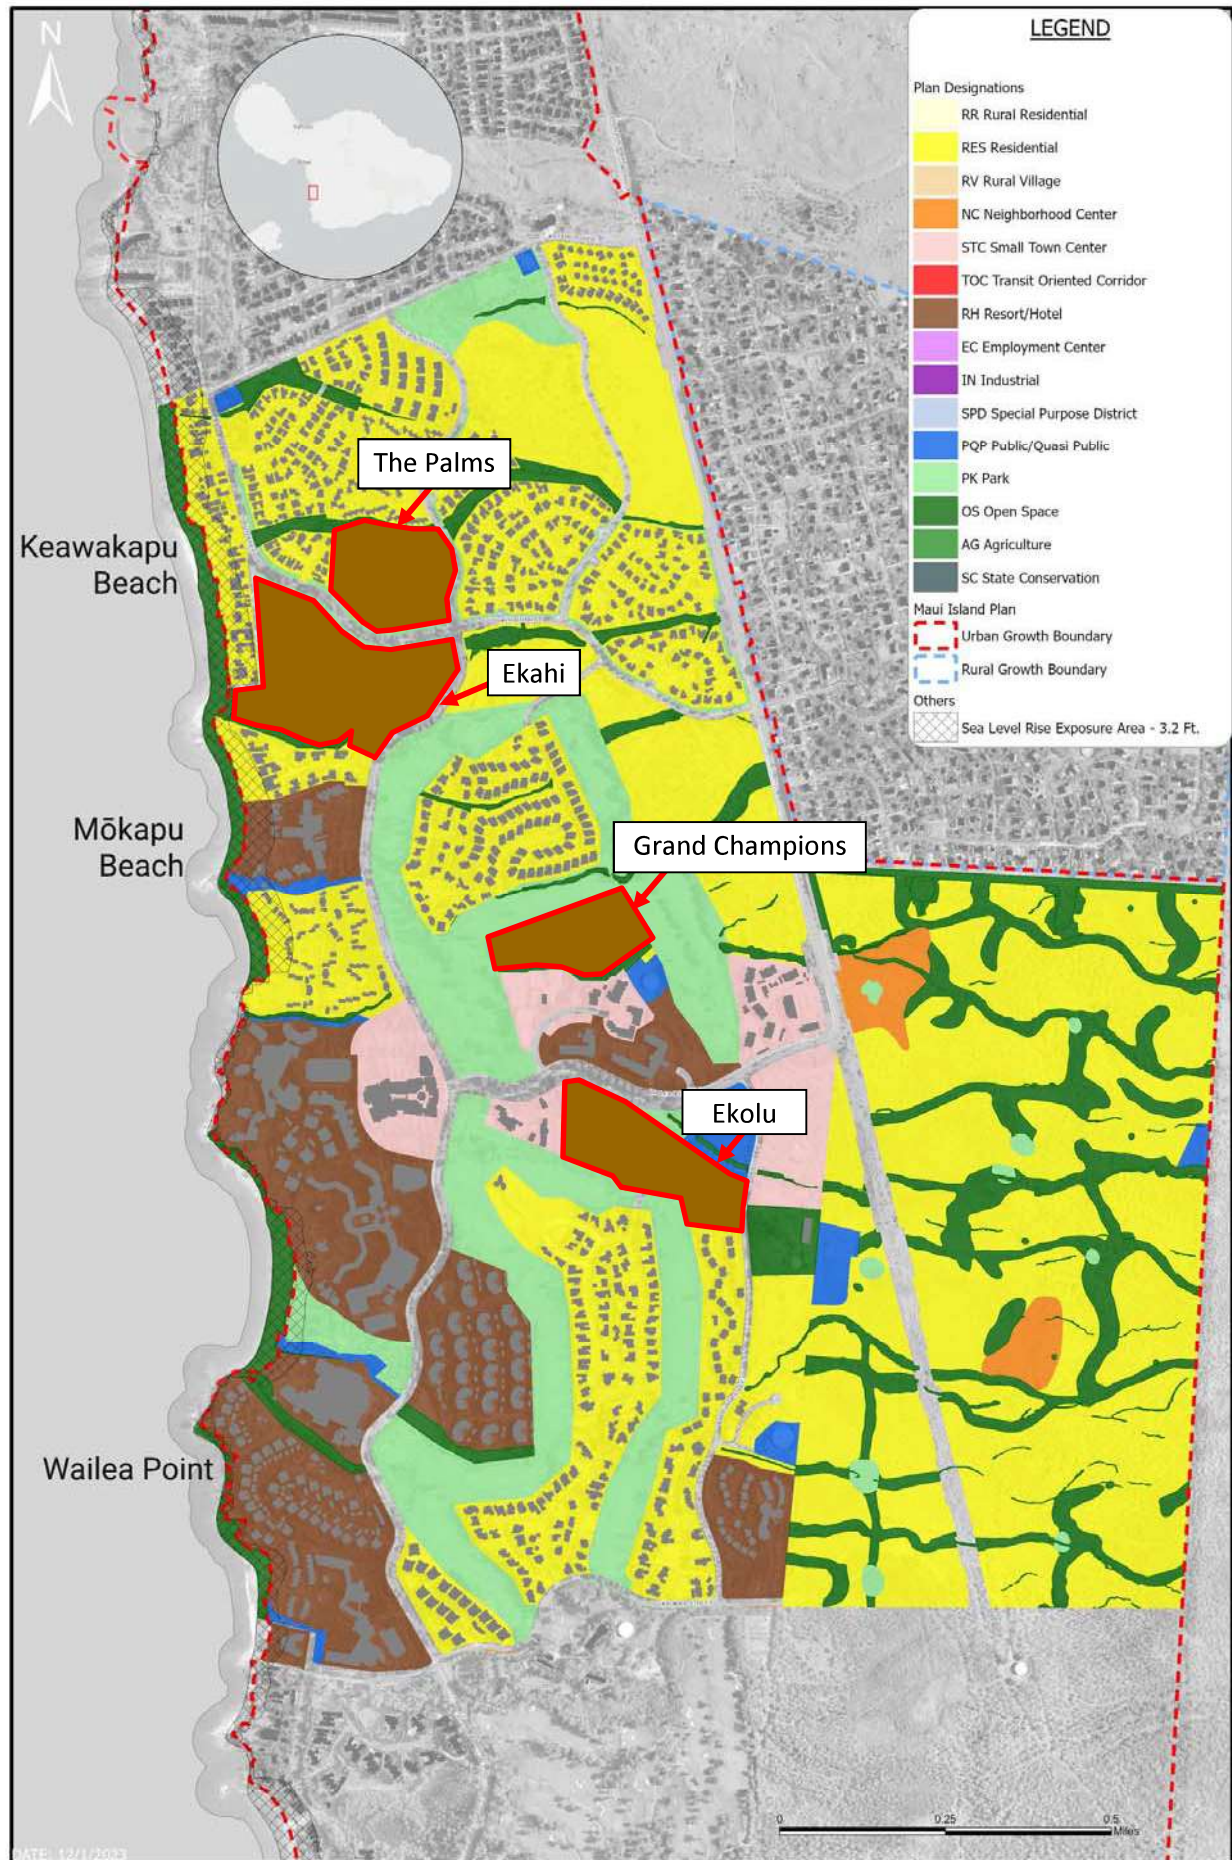 N
LEGEND
Plan Designations
RR Rural Residential
RES Residential
RV Rural Village
NC Neighborhood Center
STC Small Town Center
TOC Transit Oriented Corridor
RH Resort/Hotel
EC Employment Center
IN Industrial
SPD Special Purpose District
PQP Public/Quasi Public
PK Park
OS Open Space
AG Agriculture
SC State Conservation
Maui Island Plan
Urban Growth Boundary
Rural Growth Boundary
Others
Sea Level Rise Exposure Area - 3.2 Ft.
The Palms
Keawakapu
Beach
Ekahi
Mōkapu
Beach
Grand Champions
Ekolu
Wailea Point
0 0.25 0.5
Miles
DATE: 12/1/2023